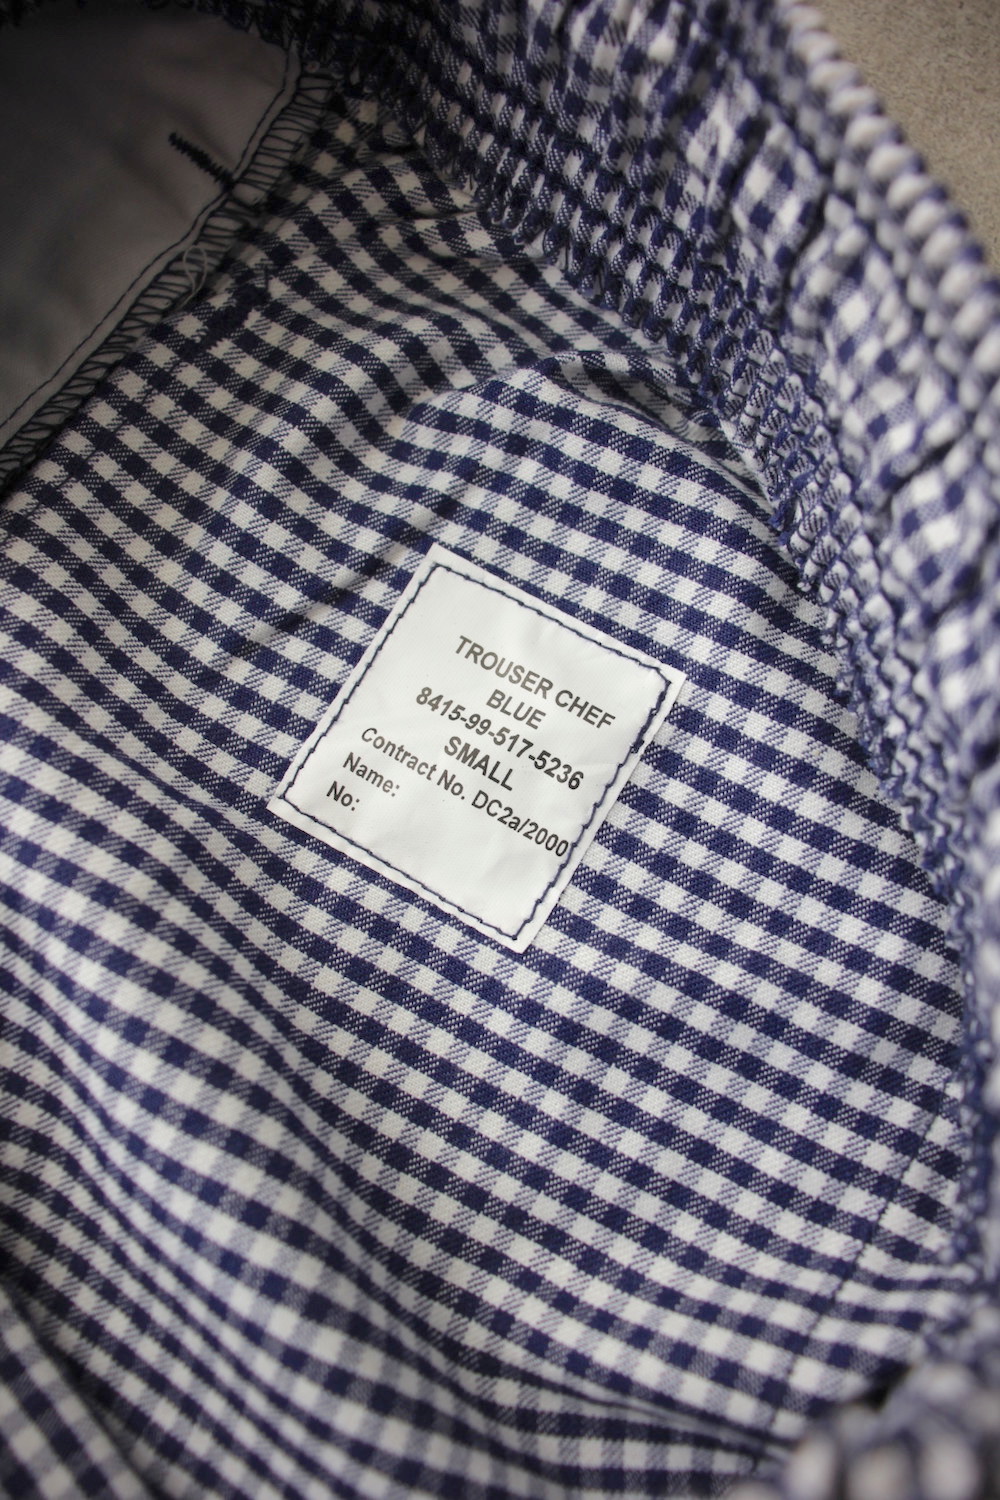 TROUSER CHEF
BLUE
8415-99-517-5236
SMALL
Contract No. DC2a/2000
Name:
No: